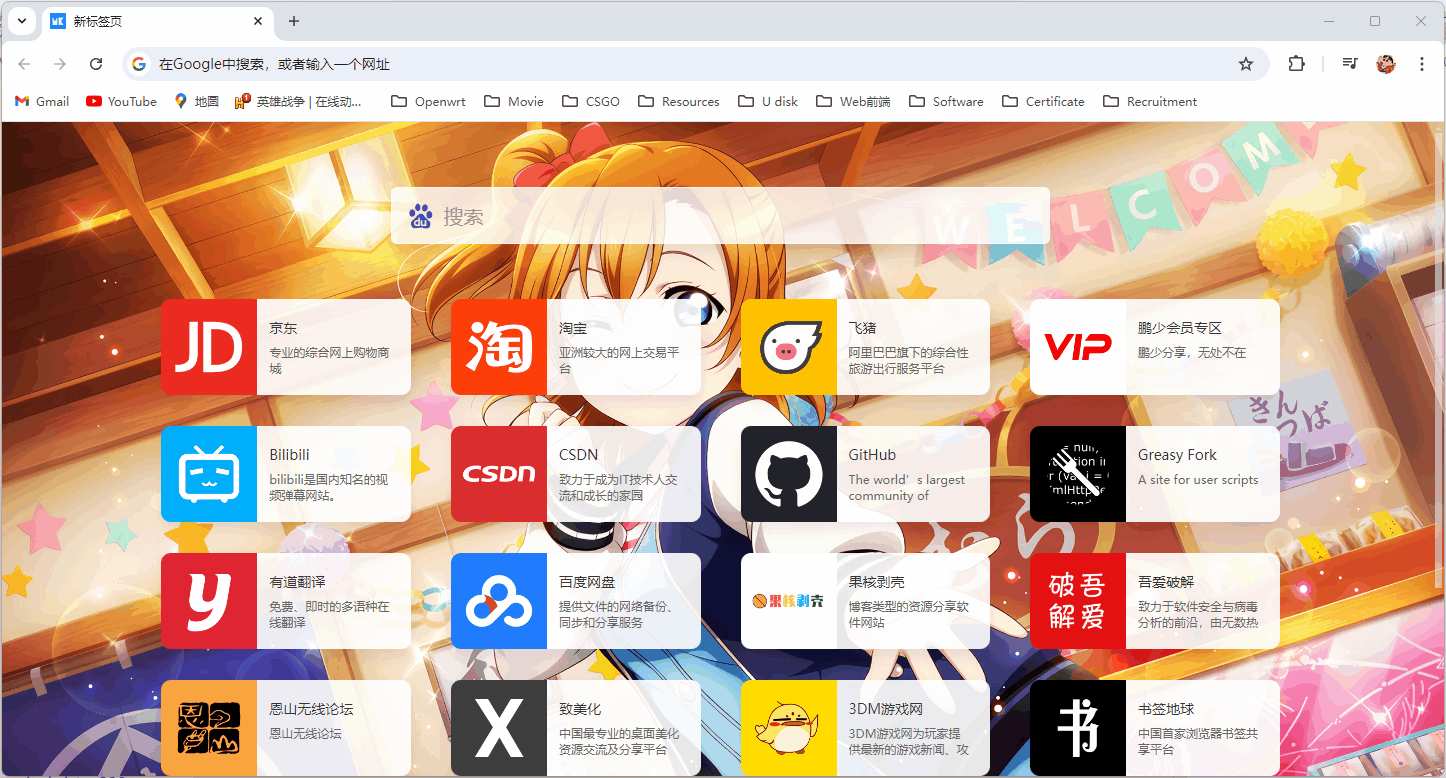 新标签页
在Google中搜索，或者输入一个网址
Gmail
YouTube
地图
英雄战争 | 在线动...
Openwrt
Movie
CSGO
Resources
U disk
Web前端
Software
Certificate
Recruitment
WELCOM
du 搜索
JD
京东
专业的综合网上购物商
城
淘
淘宝
亚洲较大的网上交易平
台
飞猪
阿里巴巴旗下的综合性
旅游出行服务平台
VIP
鹏少会员专区
鹏少分享，无处不在
きん
つば
Bilibili
bilibili是国内知名的视
频弹幕网站。
CSDN
CSDN
致力于成为IT技术人交
流和成长的家园
GitHub
The world's largest
community of
Greasy Fork
A site for user scripts
y
有道翻译
免费、即时的多语种在
线翻译
百度网盘
提供文件的网络备份、
同步和分享服务
果核剥壳
果核剥壳
博客类型的资源分享软
件网站
破吾
解爱
吾爱破解
致力于软件安全与病毒
分析的前沿，由无数热
恩山无线论坛
恩山无线论坛
X
致美化
中国最专业的桌面美化
资源交流及分享平台
3DM游戏网
3DM游戏网为玩家提
供最新的游戏新闻、攻
书
书签地球
中国首家浏览器书签共
享平台